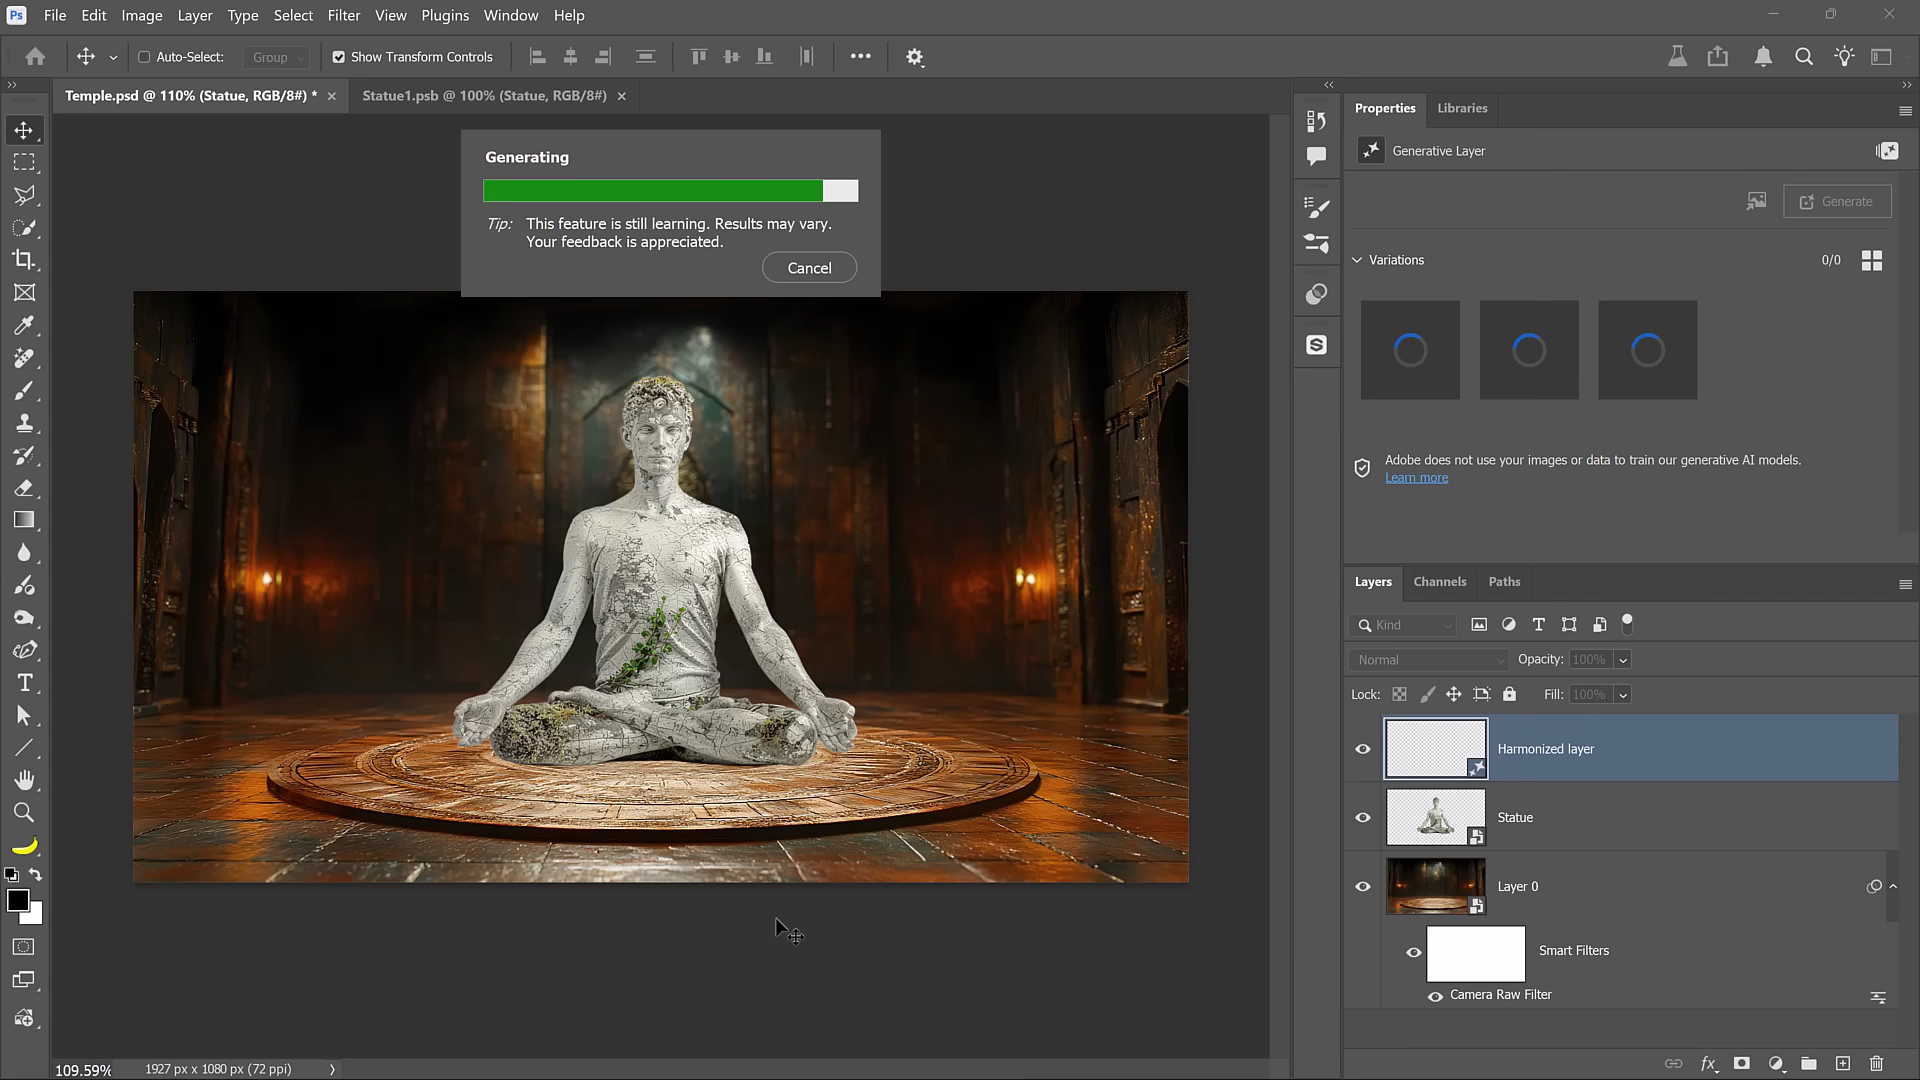 Ps File Edit Image Layer Type Select Filter View Plugins Window Help
Auto-Select: Group Show Transform Controls
Temple.psd @ 110% (Statue, RGB/8#) * Statue1.psb @ 100% (Statue, RGB/8#)
Generating
Tip: This feature is still learning. Results may vary.
Your feedback is appreciated.
Cancel
109.59% 1927 px x 1080 px (72 ppi)
Properties Libraries
Generative Layer
Generate
Variations 0/0
Adobe does not use your images or data to train our generative AI models.
Learn more
Layers Channels Paths
Kind
Normal Opacity: 100%
Lock: Fill: 100%
Harmonized layer
Statue
Layer 0
Smart Filters
Camera Raw Filter
fx